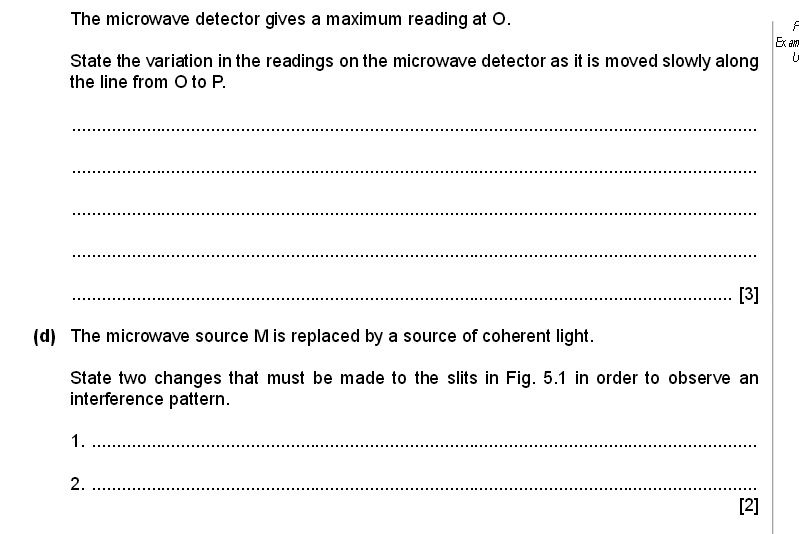 The microwave detector gives a maximum reading at O.
State the variation in the readings on the microwave detector as it is moved slowly along
the line from O to P.
..........................................................................................................................................
..........................................................................................................................................
..........................................................................................................................................
..........................................................................................................................................
.................................................................................................................................... [3]
(d) The microwave source M is replaced by a source of coherent light.
State two changes that must be made to the slits in Fig. 5.1 in order to observe an
interference pattern.
1. ......................................................................................................................................
2. ......................................................................................................................................
[2]